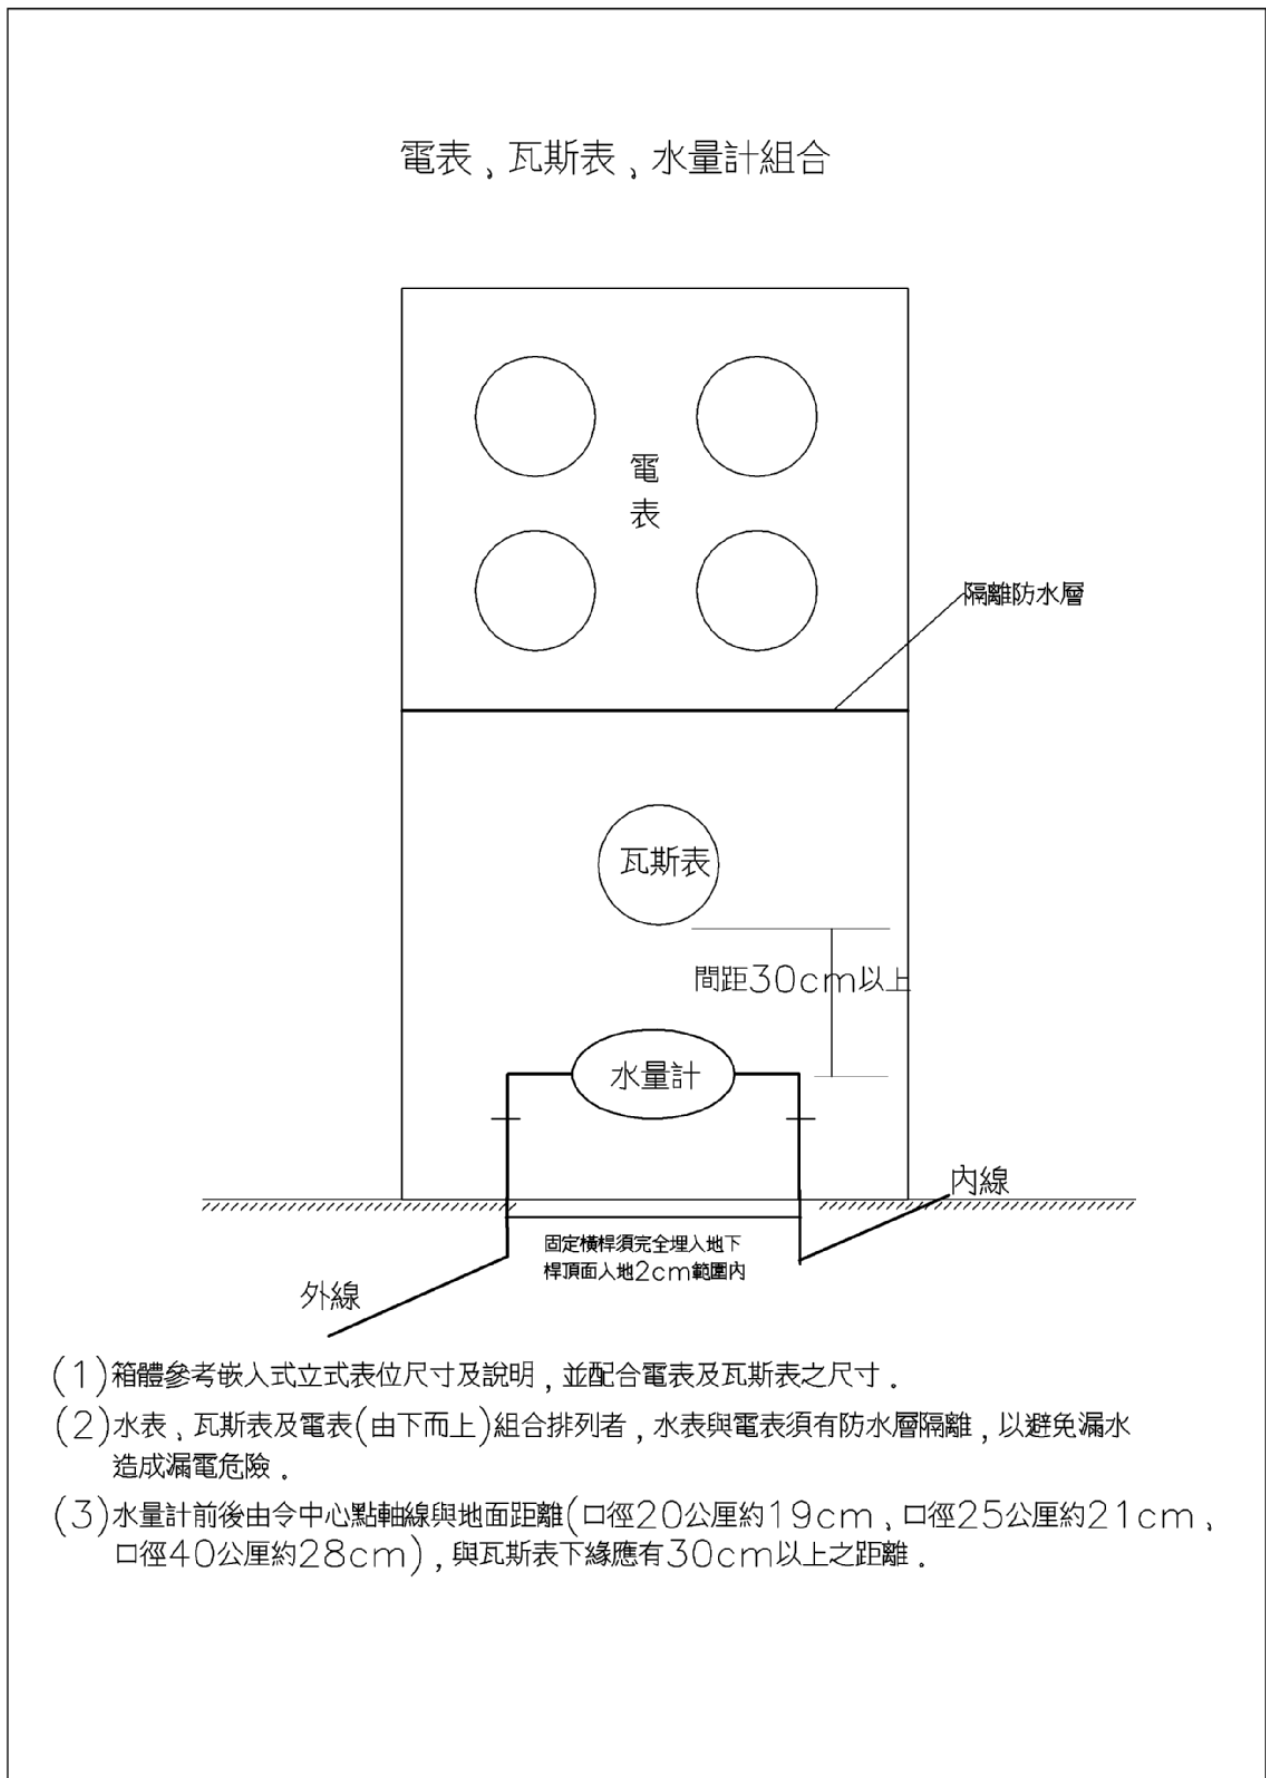 電表、瓦斯表、水量計組合
電
表
隔離防水層
瓦斯表
間距30cm以上
水量計
內線
固定橫桿須完全埋入地下
桿頂面入地2cm範圍內
外線
(1)箱體參考嵌入式立式表位尺寸及說明,並配合電表及瓦斯表之尺寸.
(2)水表、瓦斯表及電表(由下而上)組合排列者,水表與電表須有防水層隔離,以避免漏水
造成漏電危險.
(3)水量計前後由令中心點軸線與地面距離(口徑20公厘約19cm、口徑25公厘約21cm、
口徑40公厘約28cm),與瓦斯表下緣應有30cm以上之距離.